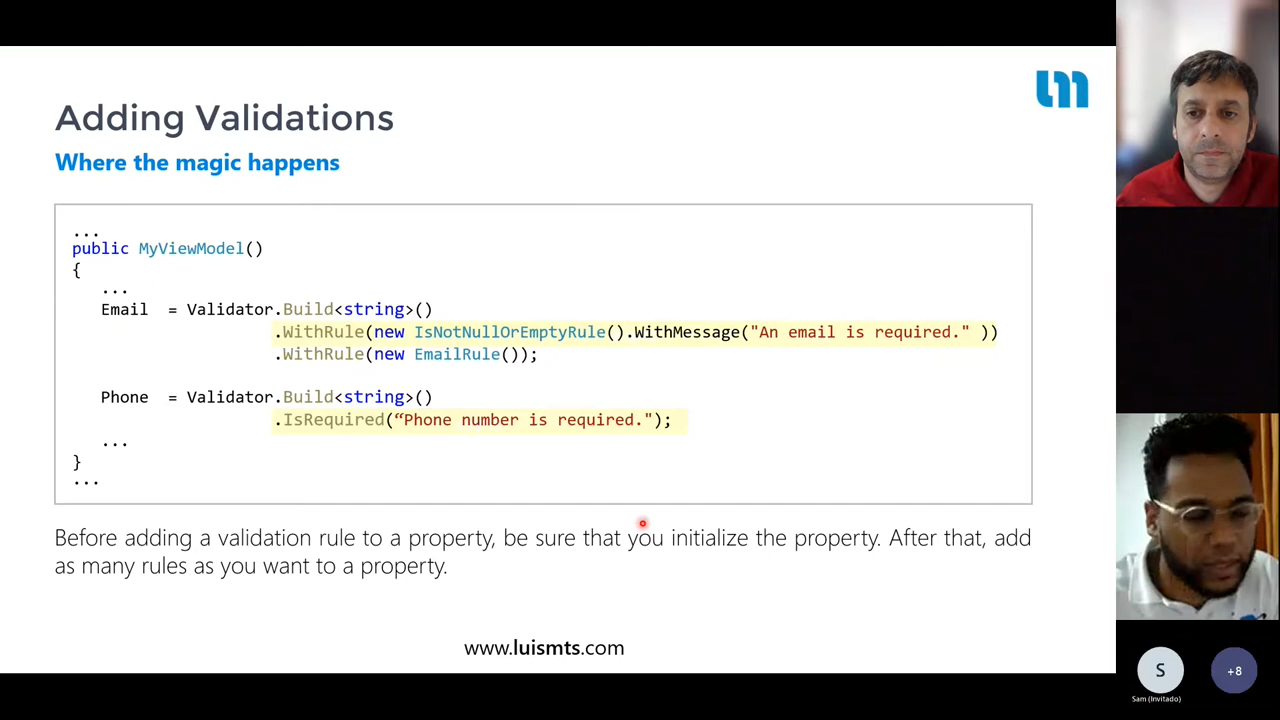 Adding Validations
Where the magic happens
...
public MyViewModel()
{
...
Email = Validator.Build<string>()
.WithRule(new IsNotNullOrEmptyRule().WithMessage("An email is required." ))
.WithRule(new EmailRule());
Phone = Validator.Build<string>()
.IsRequired(“Phone number is required.");
...
}
...
Before adding a validation rule to a property, be sure that you initialize the property. After that, add
as many rules as you want to a property.
www.luismts.com
lm
S
+8
Sam (Invitado)